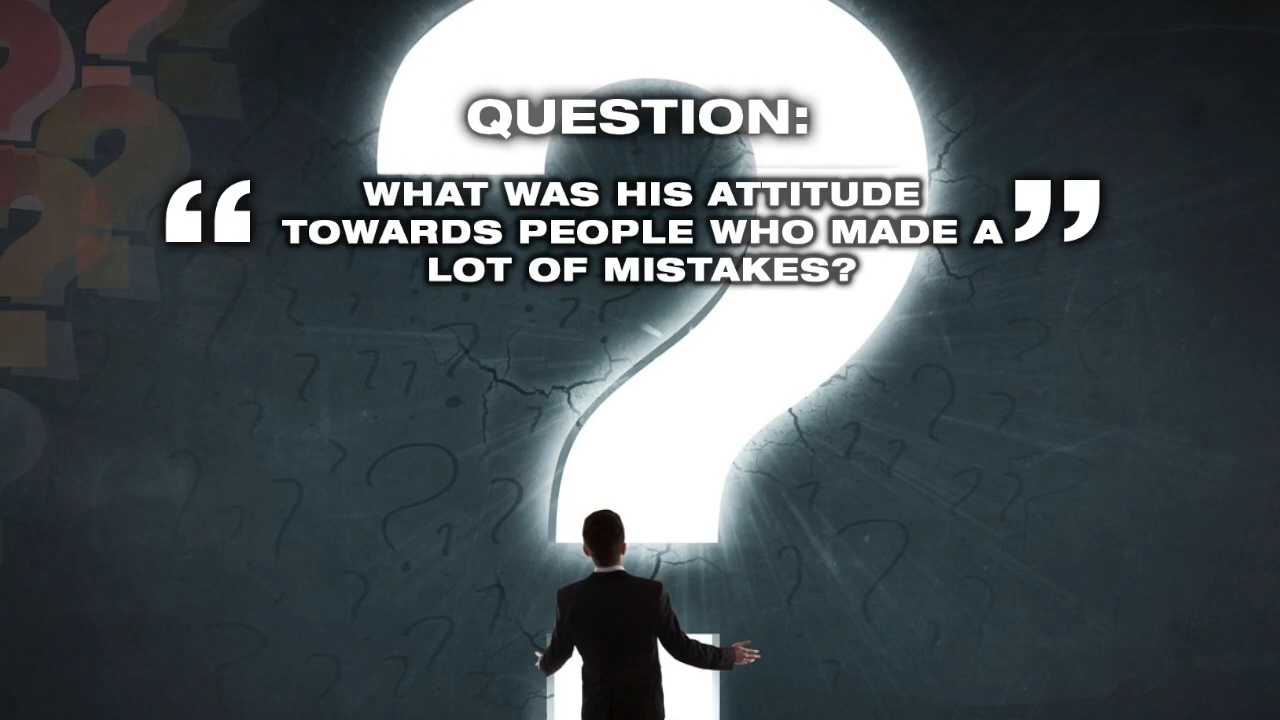 QUESTION:
“ WHAT WAS HIS ATTITUDE
TOWARDS PEOPLE WHO MADE A ”
LOT OF MISTAKES?